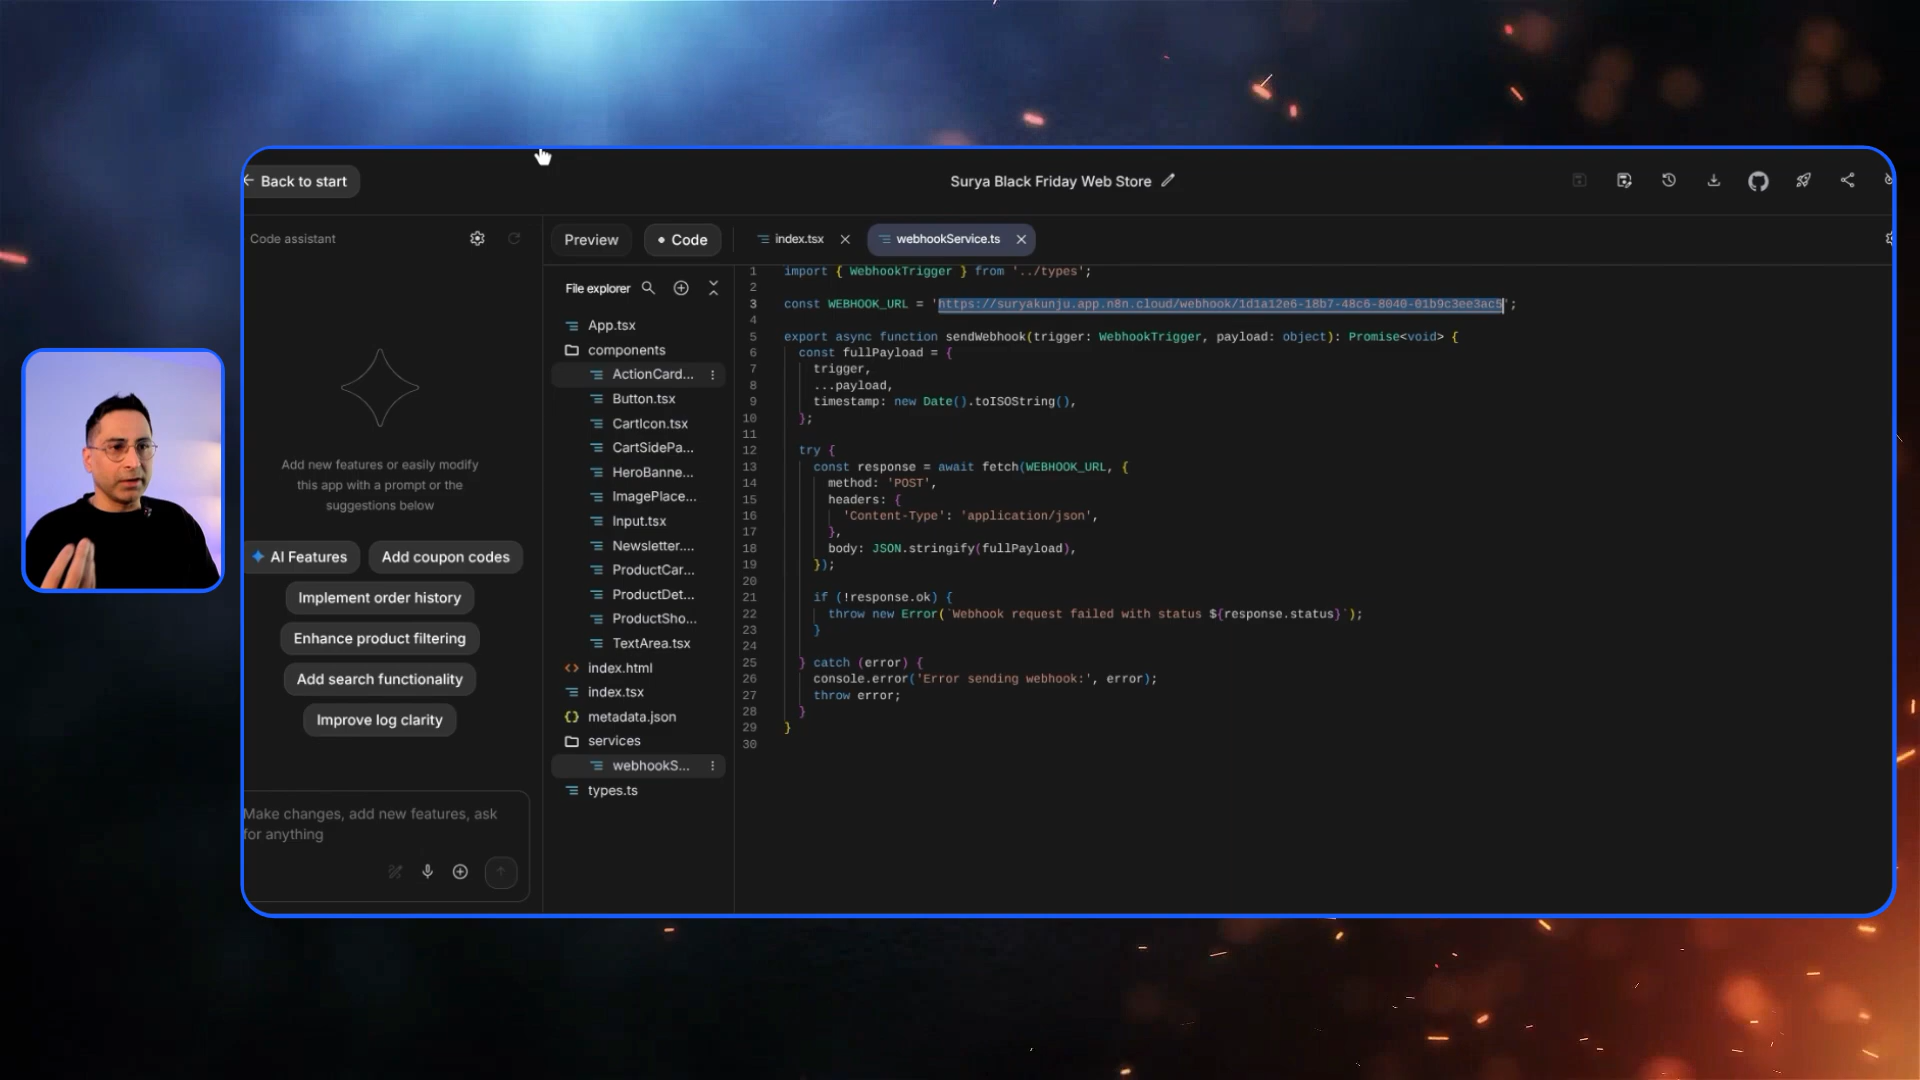 Back to start
Surya Black Friday Web Store
Code assistant
Preview
Code
index.tsx
webhookService.ts
File explorer
App.tsx
components
ActionCard...
Button.tsx
CartIcon.tsx
CartSidePa...
HeroBanne...
ImagePlace...
Input.tsx
Newsletter....
ProductCar...
ProductDet...
ProductSho...
TextArea.tsx
index.html
index.tsx
metadata.json
services
webhookS...
types.ts
Add new features or easily modify
this app with a prompt or the
suggestions below
AI Features
Add coupon codes
Implement order history
Enhance product filtering
Add search functionality
Improve log clarity
Make changes, add new features, ask
for anything
1 import { WebhookTrigger } from '../types';
2
3 const WEBHOOK_URL = 'https://suryakunju.app.n8n.cloud/webhook/1d1a12e6-18b7-48c6-8040-01b9c3ee3ac5';
4
5 export async function sendWebhook(trigger: WebhookTrigger, payload: object): Promise<void> {
6 const fullPayload = {
7 trigger,
8 ...payload,
9 timestamp: new Date().toISOString(),
10 };
11
12 try {
13 const response = await fetch(WEBHOOK_URL, {
14 method: 'POST',
15 headers: {
16 'Content-Type': 'application/json',
17 },
18 body: JSON.stringify(fullPayload),
19 });
20
21 if (!response.ok) {
22 throw new Error(`Webhook request failed with status ${response.status}`);
23 }
24
25 } catch (error) {
26 console.error('Error sending webhook:', error);
27 throw error;
28 }
29 }
30